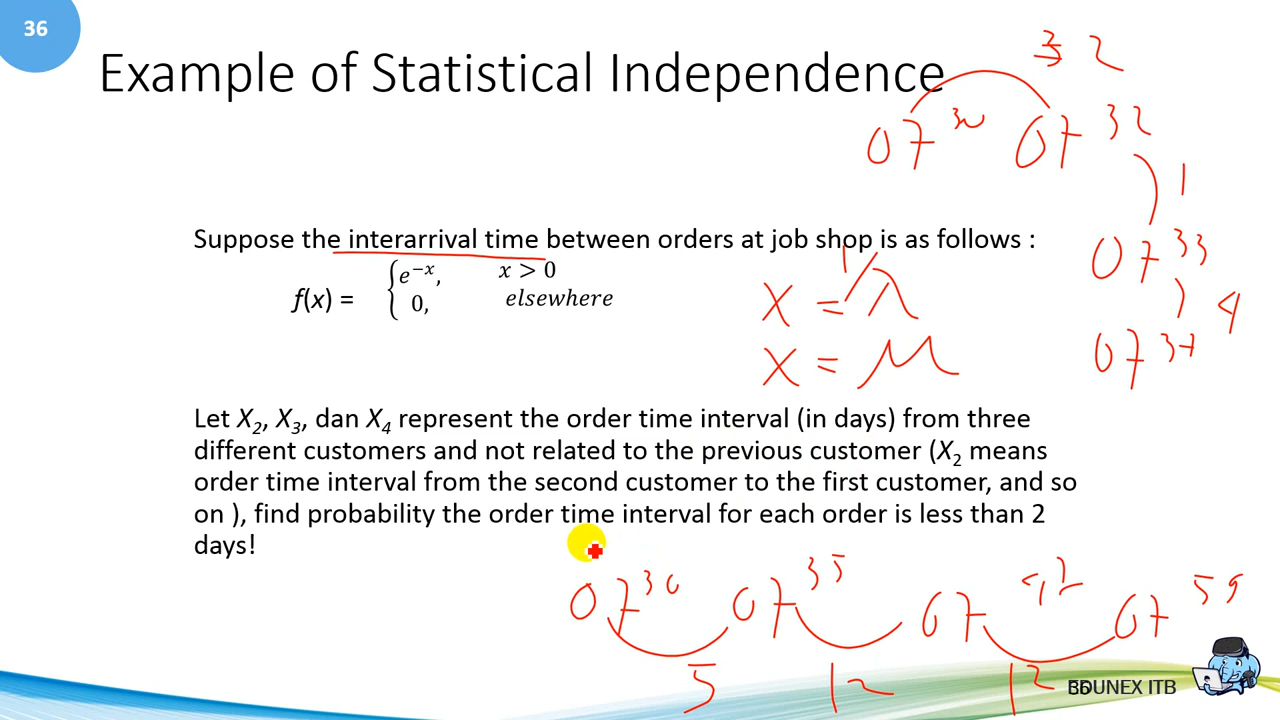 36
Example of Statistical Independence
3 2
07 30 07 32
1
Suppose the interarrival time between orders at job shop is as follows :
f(x) = { e^{-x}, x > 0
0, elsewhere
07 33
X = 1/λ
4
X = μ
07 37
Let X₂, X₃, dan X₄ represent the order time interval (in days) from three
different customers and not related to the previous customer (X₂ means
order time interval from the second customer to the first customer, and so
on ), find probability the order time interval for each order is less than 2
days!
07 30 07 35 07 07 55
5 12 12
EDUNEX ITB